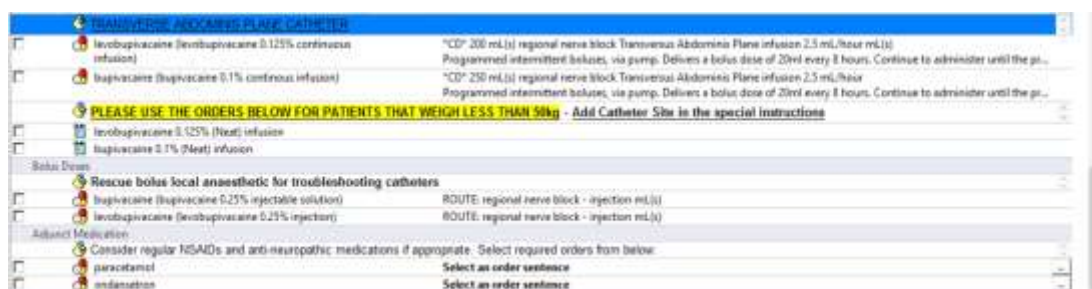 TRANSVERSE ABDOMINIS PLANE CATHETER
levobupivacaine (levobupivacaine 0.125% continuous infusion)
*CD* 200 mL(s) regional nerve block Transversus Abdominis Plane infusion 2.5 mL/hour mL(s)
Programmed intermittent boluses, via pump. Delivers a bolus dose of 20ml every 8 hours. Continue to administer until the pr...
bupivacaine (bupivacaine 0.1% continous infusion)
*CD* 250 mL(s) regional nerve block Transversus Abdominis Plane infusion 2.5 mL/hour
Programmed intermittent boluses, via pump. Delivers a bolus dose of 20ml every 8 hours. Continue to administer until the pr...
PLEASE USE THE ORDERS BELOW FOR PATIENTS THAT WEIGH LESS THAN 50kg - Add Catheter Site in the special instructions
levobupivacaine 0.125% (Neat) infusion
bupivacaine 0.1% (Neat) infusion
Bolus Doses
Rescue bolus local anaesthetic for troubleshooting catheters
bupivacaine (bupivacaine 0.25% injectable solution) ROUTE: regional nerve block - injection mL(s)
levobupivacaine (levobupivacaine 0.25% injection) ROUTE: regional nerve block - injection mL(s)
Adjunct Medication
Consider regular NSAIDs and anti-neuropathic medications if appropriate. Select required orders from below:
paracetamol Select an order sentence
ondansetron Select an order sentence